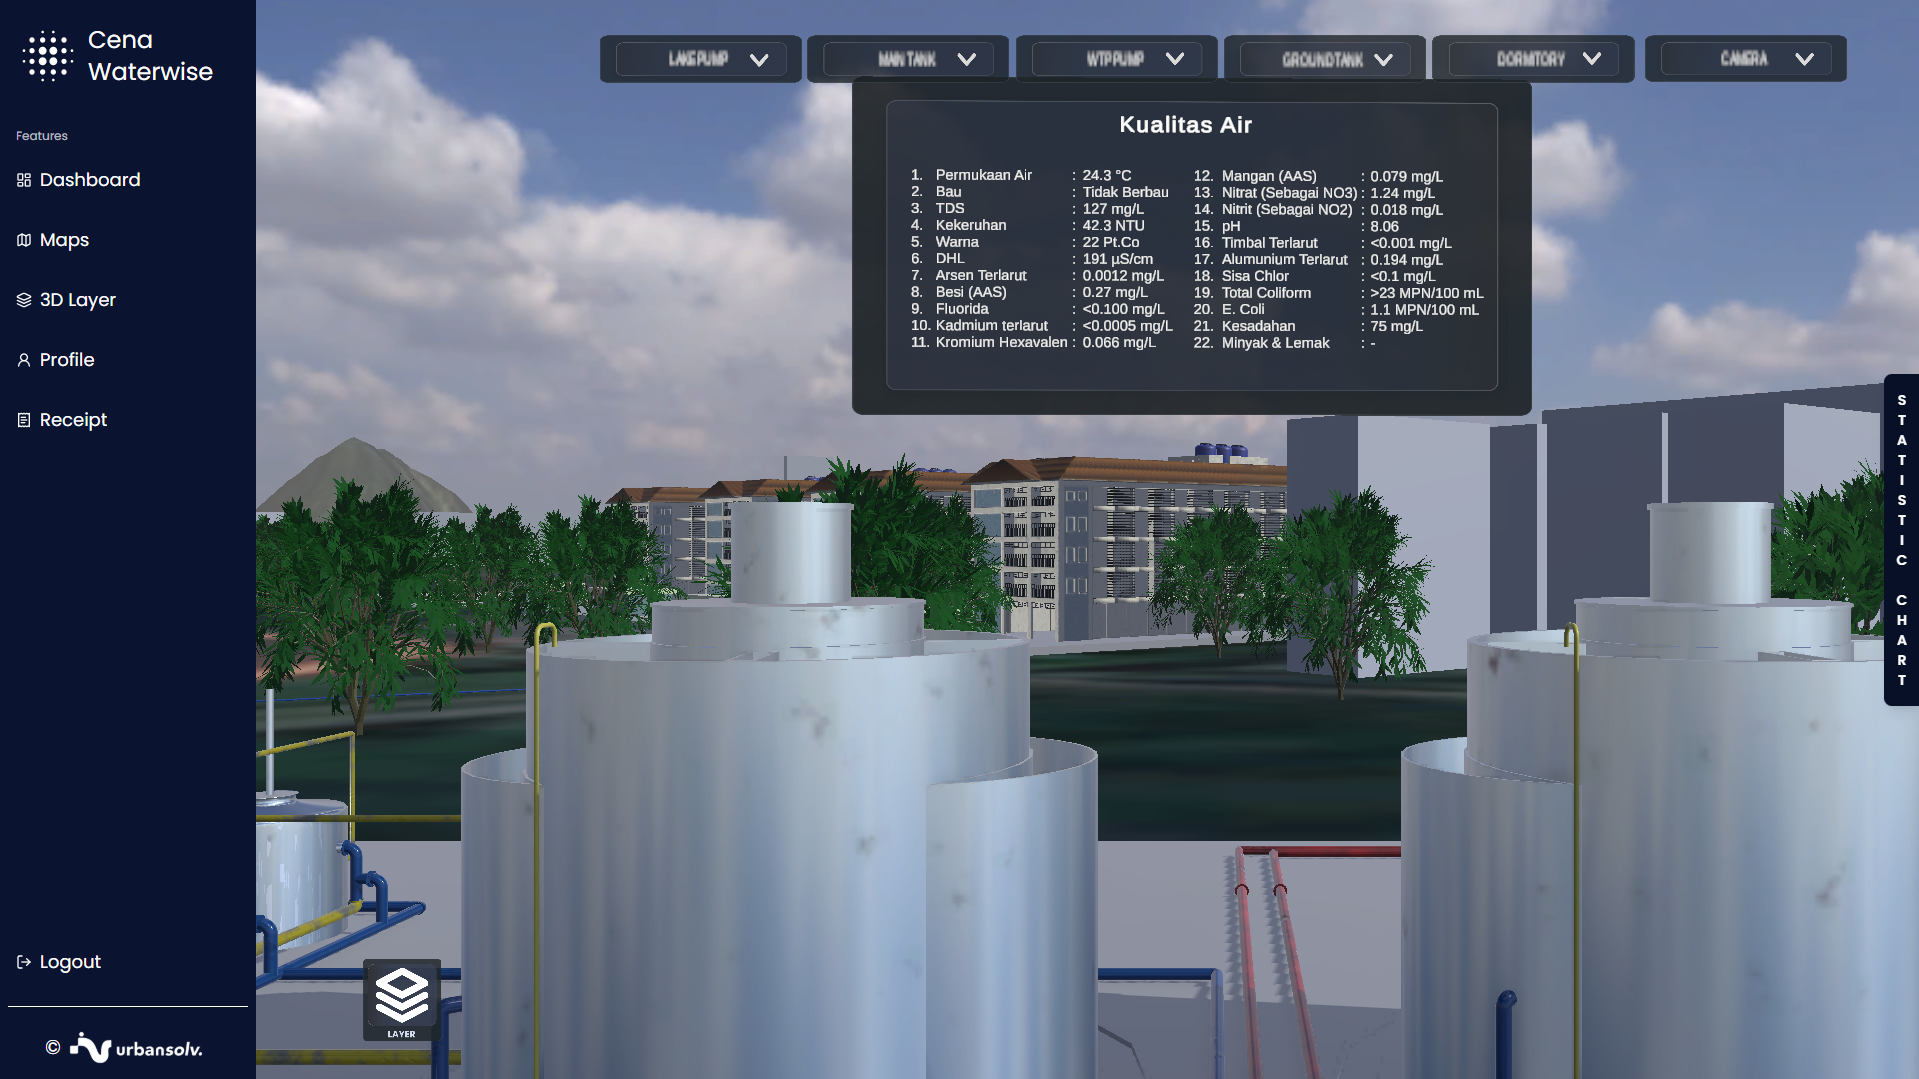 Cena
Waterwise
Features
Dashboard
Maps
3D Layer
Profile
Receipt
Logout
© urbansolv.
LAKE PUMP
MAIN TANK
WTP PUMP
GROUND TANK
DORMITORY
CAMERA
Kualitas Air
1. Permukaan Air : 24.3 °C
2. Bau : Tidak Berbau
3. TDS : 127 mg/L
4. Kekeruhan : 42.3 NTU
5. Warna : 22 Pt.Co
6. DHL : 191 µS/cm
7. Arsen Terlarut : 0.0012 mg/L
8. Besi (AAS) : 0.27 mg/L
9. Fluorida : <0.100 mg/L
10. Kadmium terlarut : <0.0005 mg/L
11. Kromium Hexavalen : 0.066 mg/L
12. Mangan (AAS) : 0.079 mg/L
13. Nitrat (Sebagai NO3) : 1.24 mg/L
14. Nitrit (Sebagai NO2) : 0.018 mg/L
15. pH : 8.06
16. Timbal Terlarut : <0.001 mg/L
17. Alumunium Terlarut : 0.194 mg/L
18. Sisa Chlor : <0.1 mg/L
19. Total Coliform : >23 MPN/100 mL
20. E. Coli : 1.1 MPN/100 mL
21. Kesadahan : 75 mg/L
22. Minyak & Lemak : -
STATISTIC CHART
LAYER